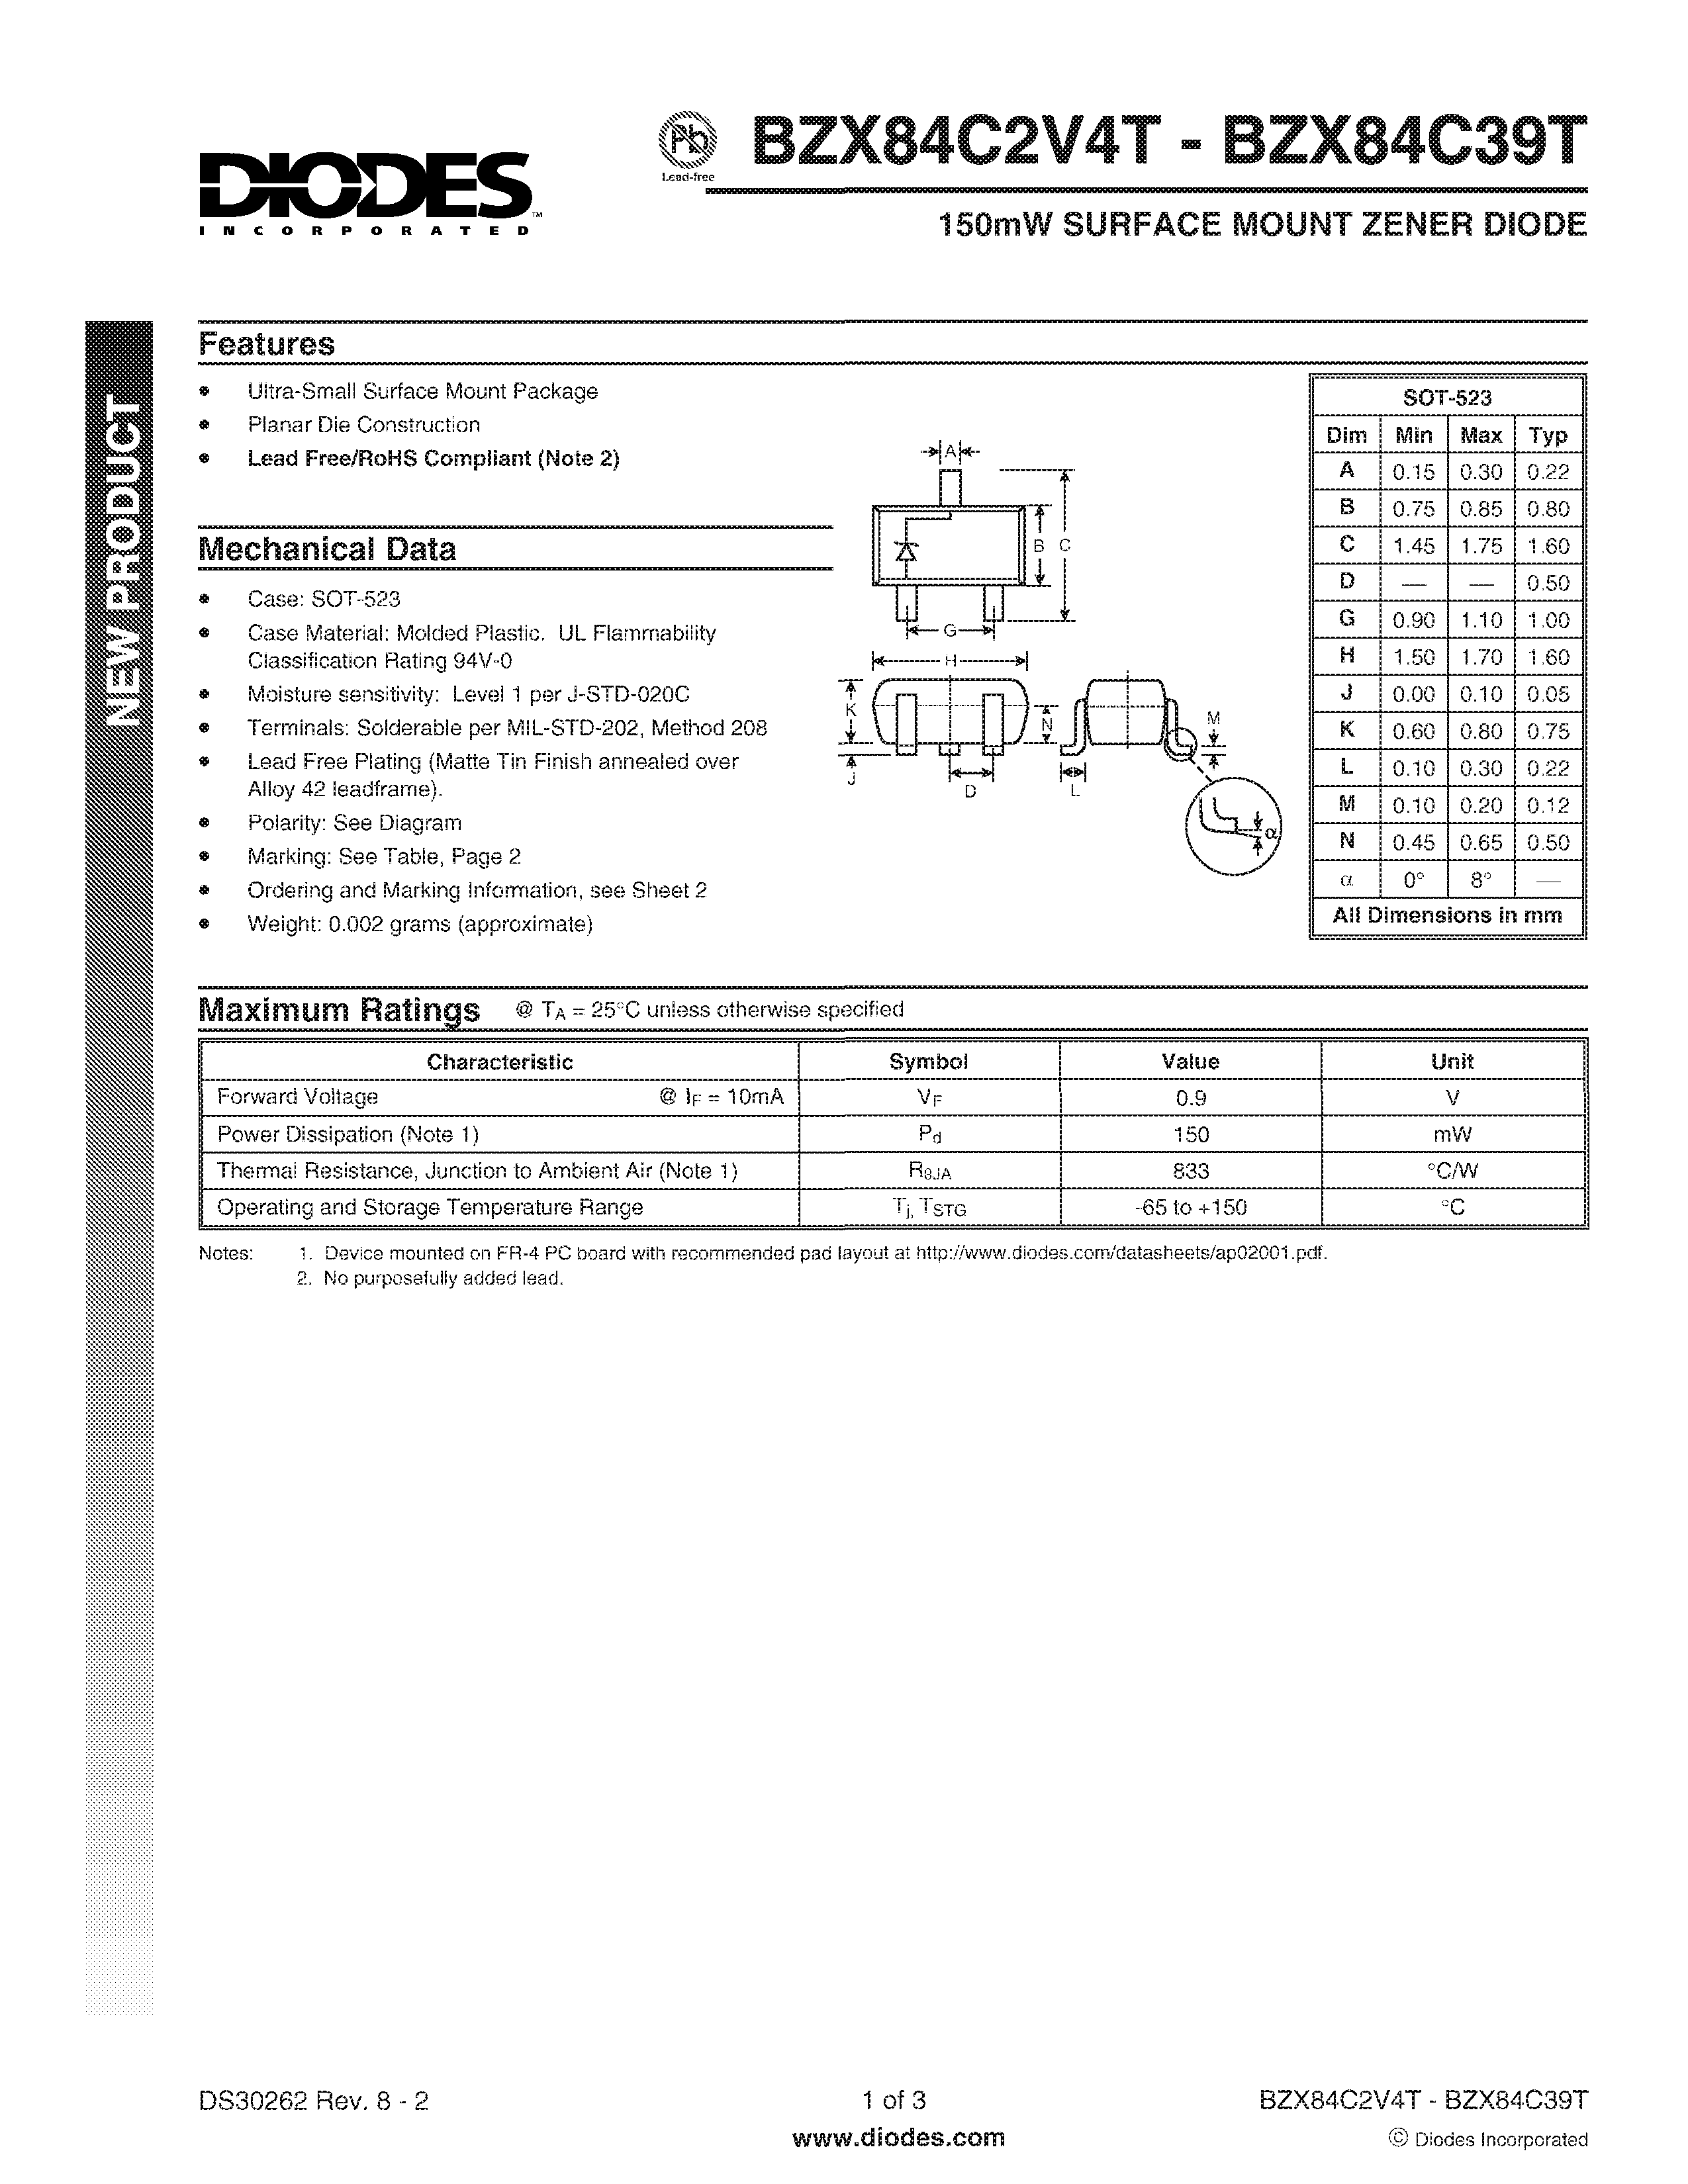 DIODES™
INCORPORATED
Pb
Lead-free
BZX84C2V4T - BZX84C39T
150mW SURFACE MOUNT ZENER DIODE
NEW PRODUCT
Features
Ultra-Small Surface Mount Package
Planar Die Construction
Lead Free/RoHS Compliant (Note 2)
Mechanical Data
Case: SOT-523
Case Material: Molded Plastic. UL Flammability
Classification Rating 94V-0
Moisture sensitivity: Level 1 per J-STD-020C
Terminals: Solderable per MIL-STD-202, Method 208
Lead Free Plating (Matte Tin Finish annealed over
Alloy 42 leadframe).
Polarity: See Diagram
Marking: See Table, Page 2
Ordering and Marking Information, see Sheet 2
Weight: 0.002 grams (approximate)
A
B C
G
H
K
N
M
J
D
L
α
SOT-523
Dim Min Max Typ
A 0.15 0.30 0.22
B 0.75 0.85 0.80
C 1.45 1.75 1.60
D — — 0.50
G 0.90 1.10 1.00
H 1.50 1.70 1.60
J 0.00 0.10 0.05
K 0.60 0.80 0.75
L 0.10 0.30 0.22
M 0.10 0.20 0.12
N 0.45 0.65 0.50
α 0° 8° —
All Dimensions in mm
Maximum Ratings @ TA = 25°C unless otherwise specified
Characteristic Symbol Value Unit
Forward Voltage @ IF = 10mA VF 0.9 V
Power Dissipation (Note 1) Pd 150 mW
Thermal Resistance, Junction to Ambient Air (Note 1) RθJA 833 °C/W
Operating and Storage Temperature Range Tj, TSTG -65 to +150 °C
Notes: 1. Device mounted on FR-4 PC board with recommended pad layout at http://www.diodes.com/datasheets/ap02001.pdf.
2. No purposefully added lead.
DS30262 Rev. 8 - 2
1 of 3
BZX84C2V4T - BZX84C39T
www.diodes.com
© Diodes Incorporated